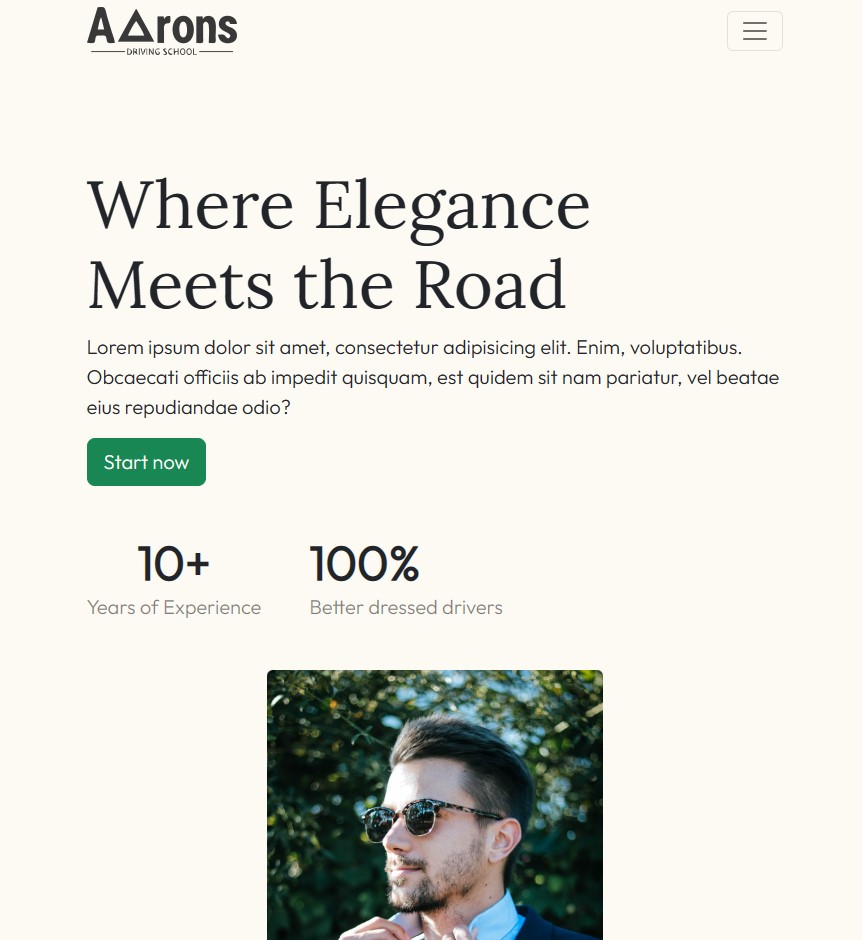 Aarons
DRIVING SCHOOL
Where Elegance
Meets the Road
Lorem ipsum dolor sit amet, consectetur adipisicing elit. Enim, voluptatibus.
Obcaecati officiis ab impedit quisquam, est quidem sit nam pariatur, vel beatae
eius repudiandae odio?
Start now
10+
Years of Experience
100%
Better dressed drivers